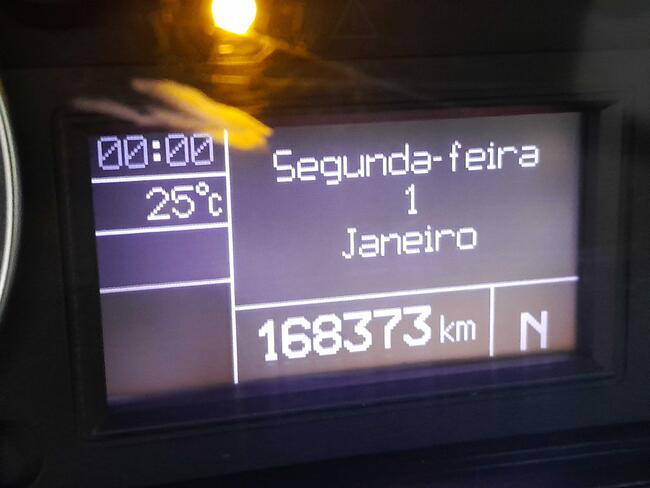 00:00
25°C
Segunda-feira
1
Janeiro
168373 km
N